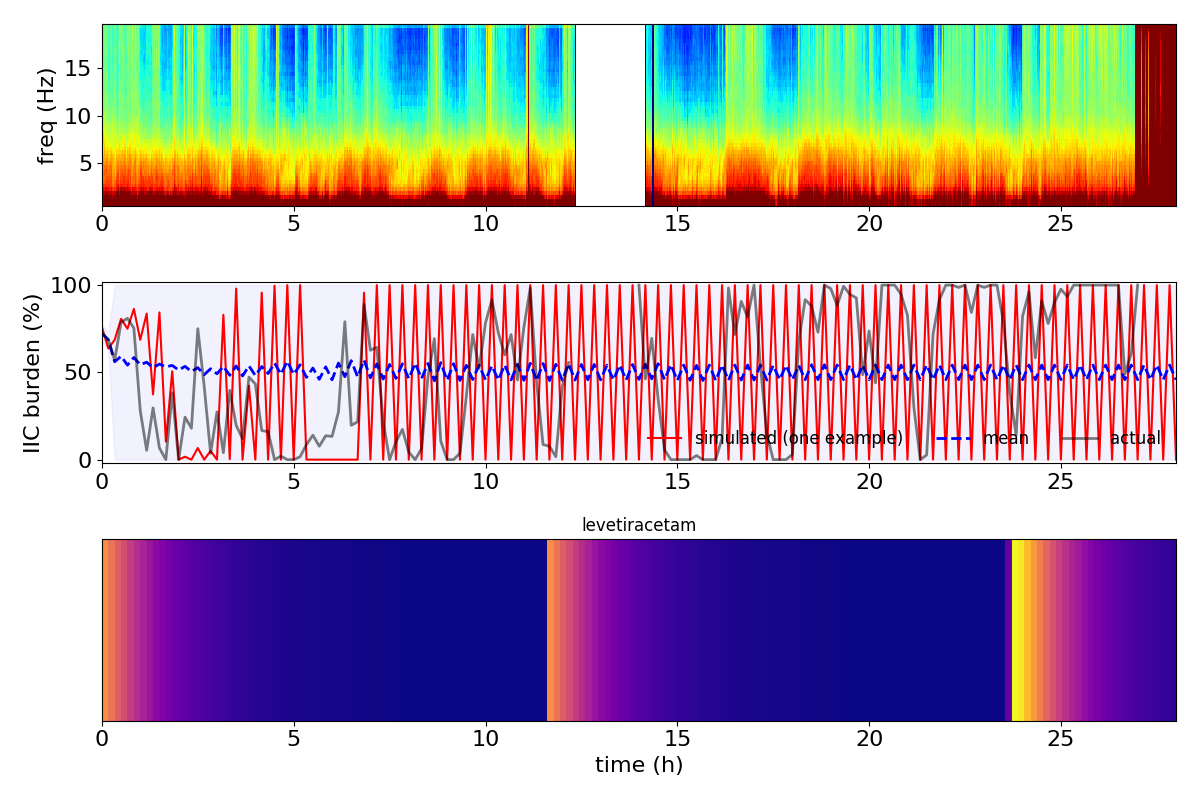 freq (Hz)
15
10
5
0 5 10 15 20 25
IIC burden (%)
100
50
0
simulated (one example) mean actual
0 5 10 15 20 25
levetiracetam
0 5 10 15 20 25
time (h)